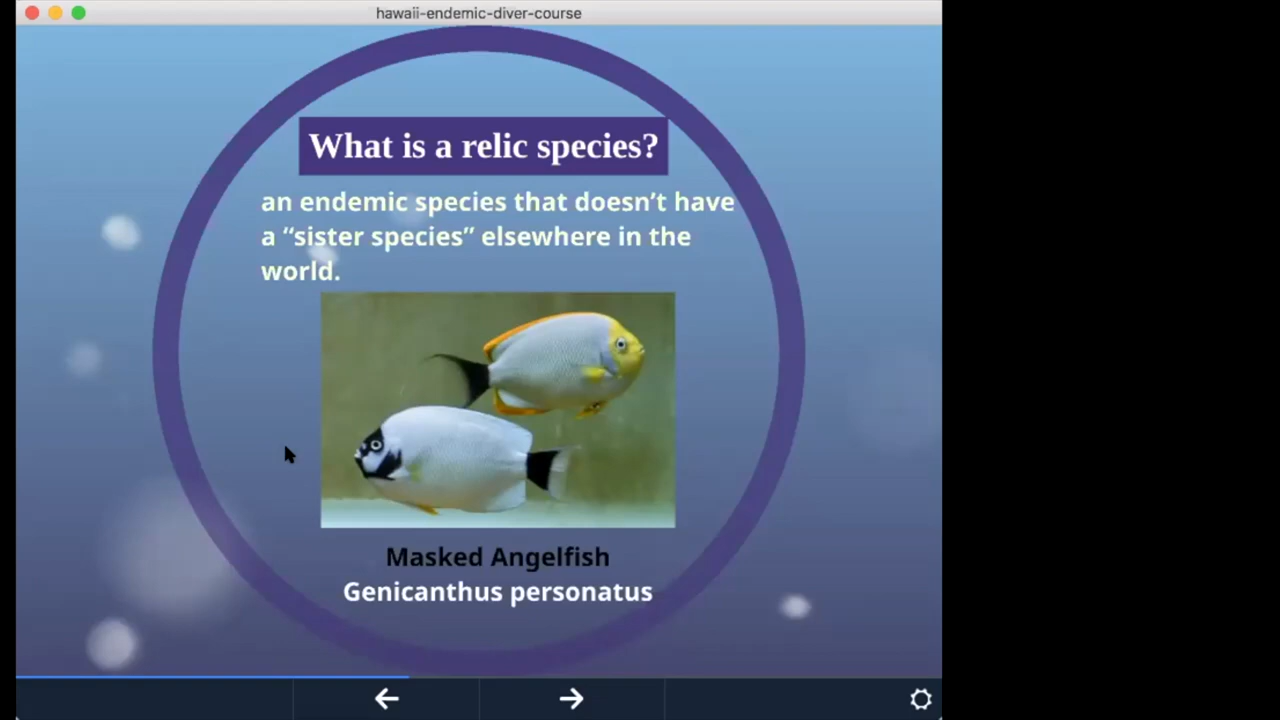 hawaii-endemic-diver-course
What is a relic species?
an endemic species that doesn’t have
a “sister species” elsewhere in the
world.
Masked Angelfish
Genicanthus personatus